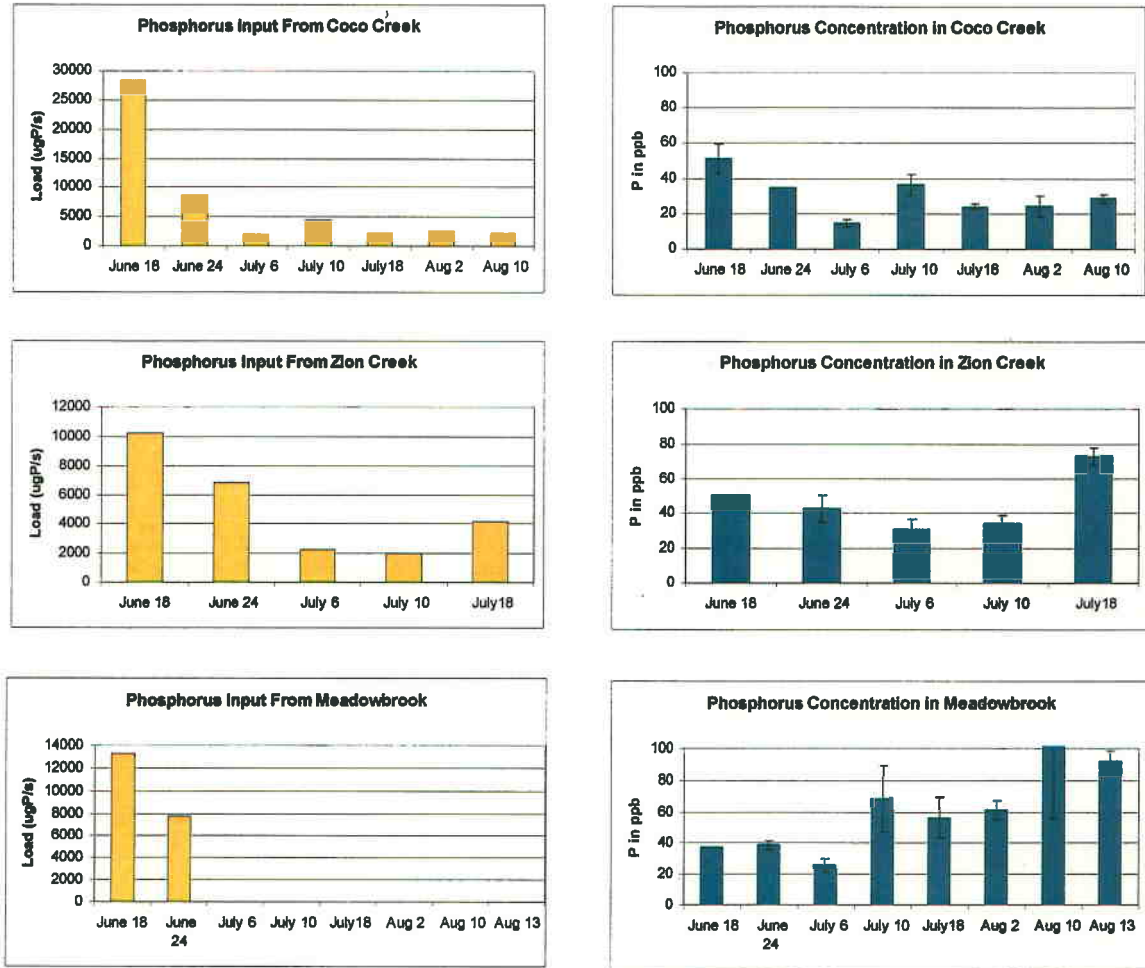 Phosphorus Input From Coco Creek
Load (ugP/s)
30000
25000
20000
15000
10000
5000
0
June 18 June 24 July 6 July 10 July18 Aug 2 Aug 10
Phosphorus Concentration in Coco Creek
P in ppb
100
80
60
40
20
0
June 18 June 24 July 6 July 10 July18 Aug 2 Aug 10
Phosphorus Input From Zion Creek
Load (ugP/s)
12000
10000
8000
6000
4000
2000
0
June 18 June 24 July 6 July 10 July18
Phosphorus Concentration in Zion Creek
P in ppb
100
80
60
40
20
0
June 18 June 24 July 6 July 10 July18
Phosphorus Input From Meadowbrook
Load (ugP/s)
14000
12000
10000
8000
6000
4000
2000
0
June 18 June July 6 July 10 July18 Aug 2 Aug 10 Aug 13
24
Phosphorus Concentration in Meadowbrook
P in ppb
100
80
60
40
20
0
June 18 June July 6 July 10 July18 Aug 2 Aug 10 Aug 13
24